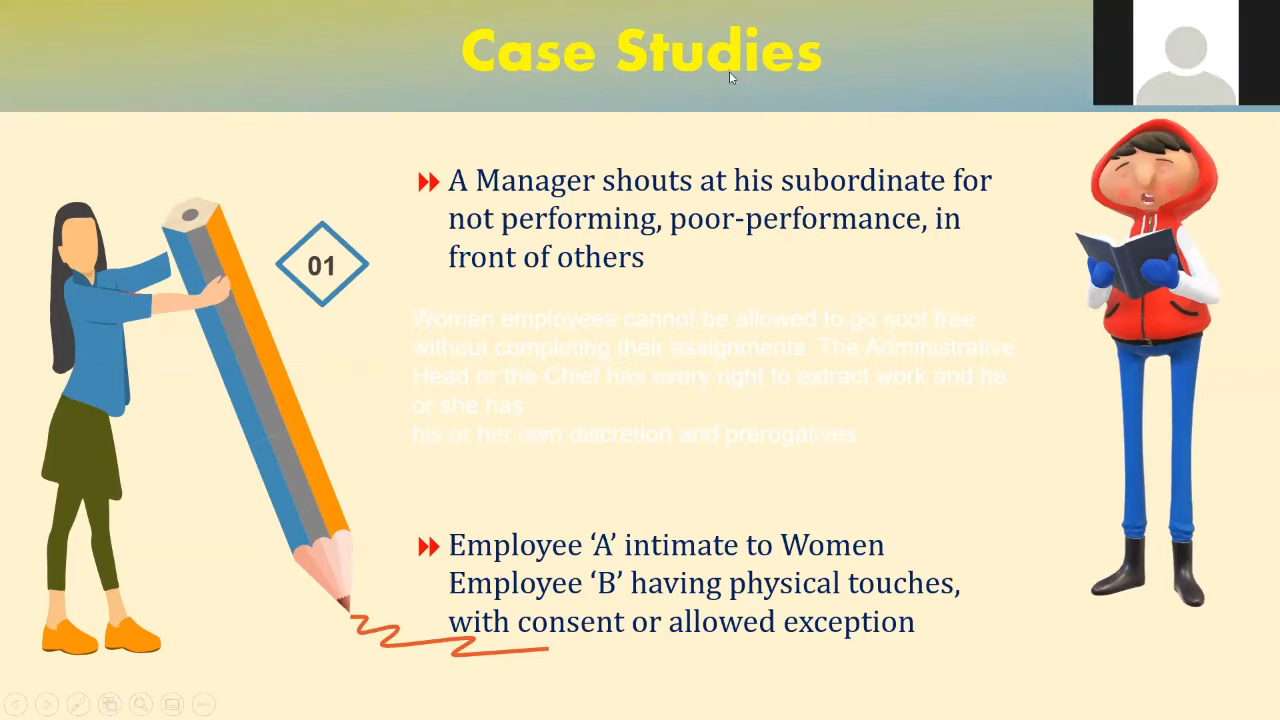 Case Studies
A Manager shouts at his subordinate for
not performing, poor-performance, in
front of others
01
Women employees cannot be allowed to go scot free
without completing their assignments. The Administrative
Head or the Chief has every right to extract work and he
or she has
his or her own discretion and prerogatives
Employee ‘A’ intimate to Women
Employee ‘B’ having physical touches,
with consent or allowed exception